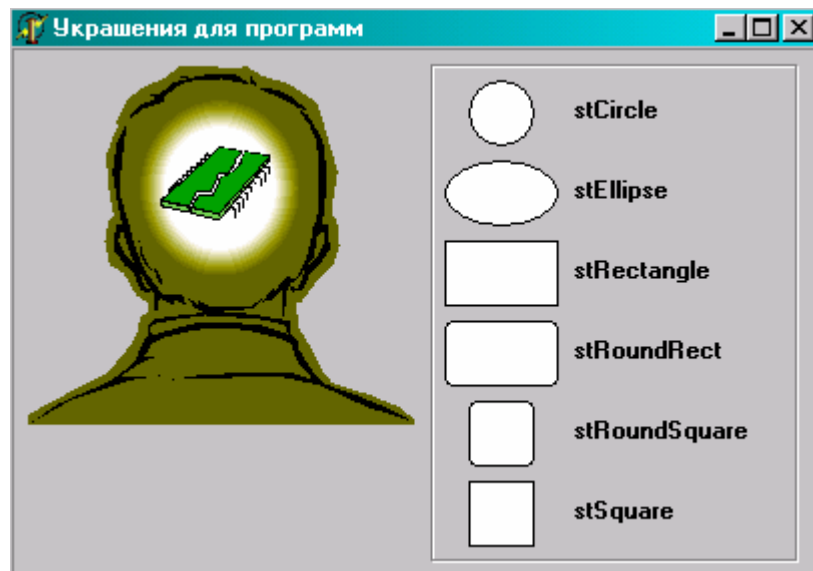 Украшения для программ
stCircle
stEllipse
stRectangle
stRoundRect
stRoundSquare
stSquare